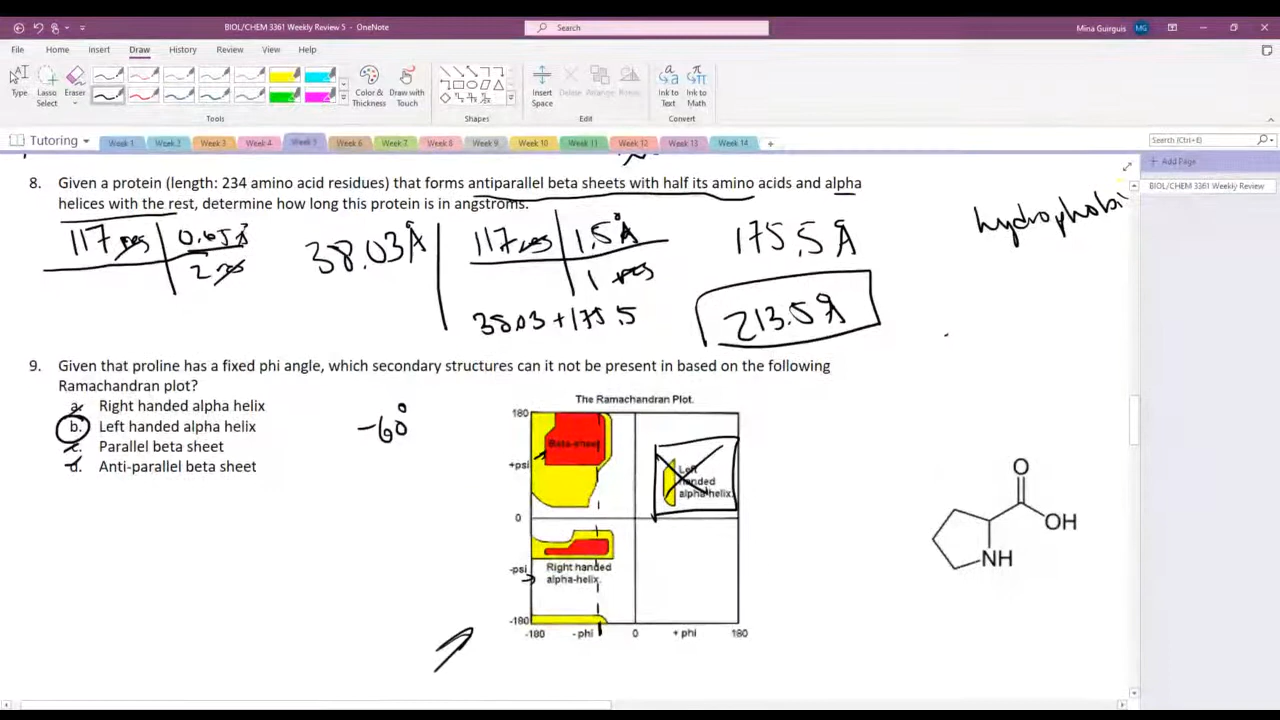 BIOL/CHEM 3361 Weekly Review 5 - OneNote
Search
Mina Guirguis MG
File Home Insert Draw History Review View Help
Type Lasso Select Eraser Color & Thickness Draw with Touch Insert Space Delete Arrange Rotate Ink to Text Ink to Math
Tools Shapes Edit Convert
Tutoring Week 1 Week 2 Week 3 Week 4 Week 5 Week 6 Week 7 Week 8 Week 9 Week 10 Week 11 Week 12 Week 13 Week 14 +
Search (Ctrl+E)
Add Page
BIOL/CHEM 3361 Weekly Review
8. Given a protein (length: 234 amino acid residues) that forms antiparallel beta sheets with half its amino acids and alpha
helices with the rest, determine how long this protein is in angstroms.
hydrophobi
117 res 0.65Å 38.03Å 117 res 1.5Å 175.5Å
2 res 1 res
38.03 + 175.5 213.5Å
9. Given that proline has a fixed phi angle, which secondary structures can it not be present in based on the following
Ramachandran plot?
a. Right handed alpha helix
b. Left handed alpha helix
c. Parallel beta sheet
d. Anti-parallel beta sheet
-60°
The Ramachandran Plot.
180
Beta-sheet
+psi
Left
handed
alpha-helix.
0
Right handed
alpha-helix.
-psi
-180
-180 - phi 0 + phi 180
O
OH
NH